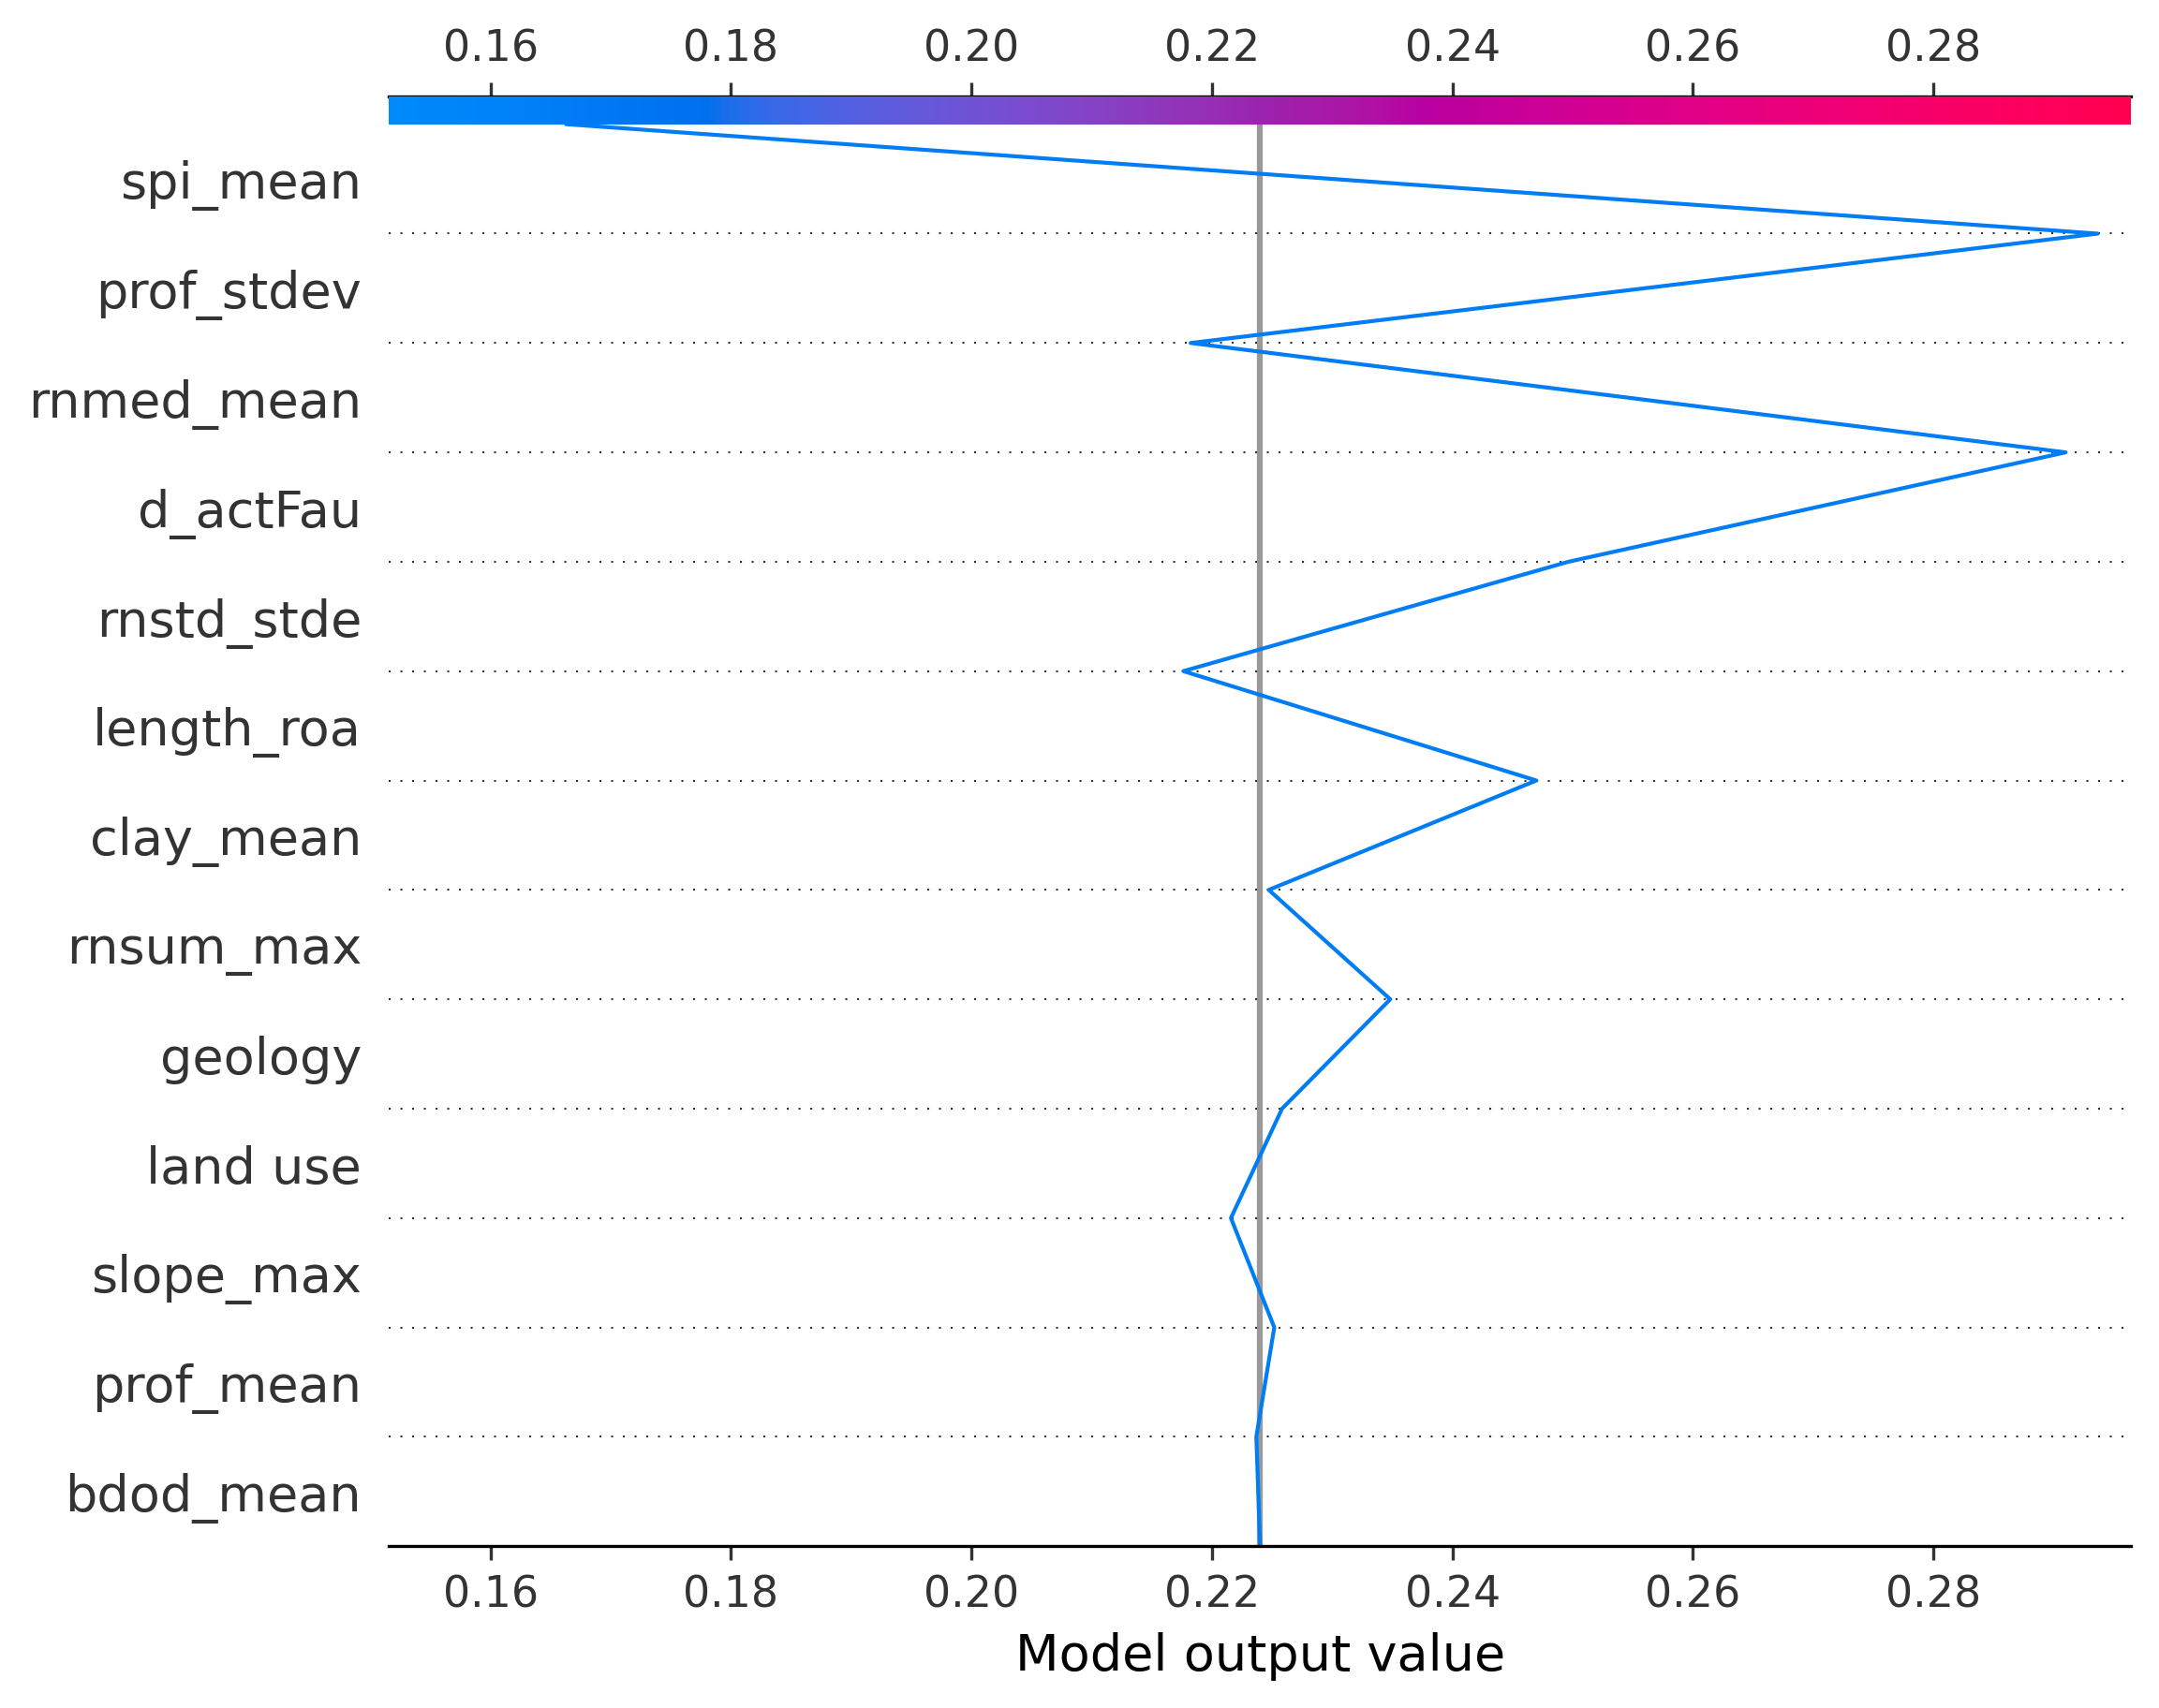 0.16 0.18 0.20 0.22 0.24 0.26 0.28
spi_mean
prof_stdev
rnmed_mean
d_actFau
rnstd_stde
length_roa
clay_mean
rnsum_max
geology
land use
slope_max
prof_mean
bdod_mean
0.16 0.18 0.20 0.22 0.24 0.26 0.28
Model output value